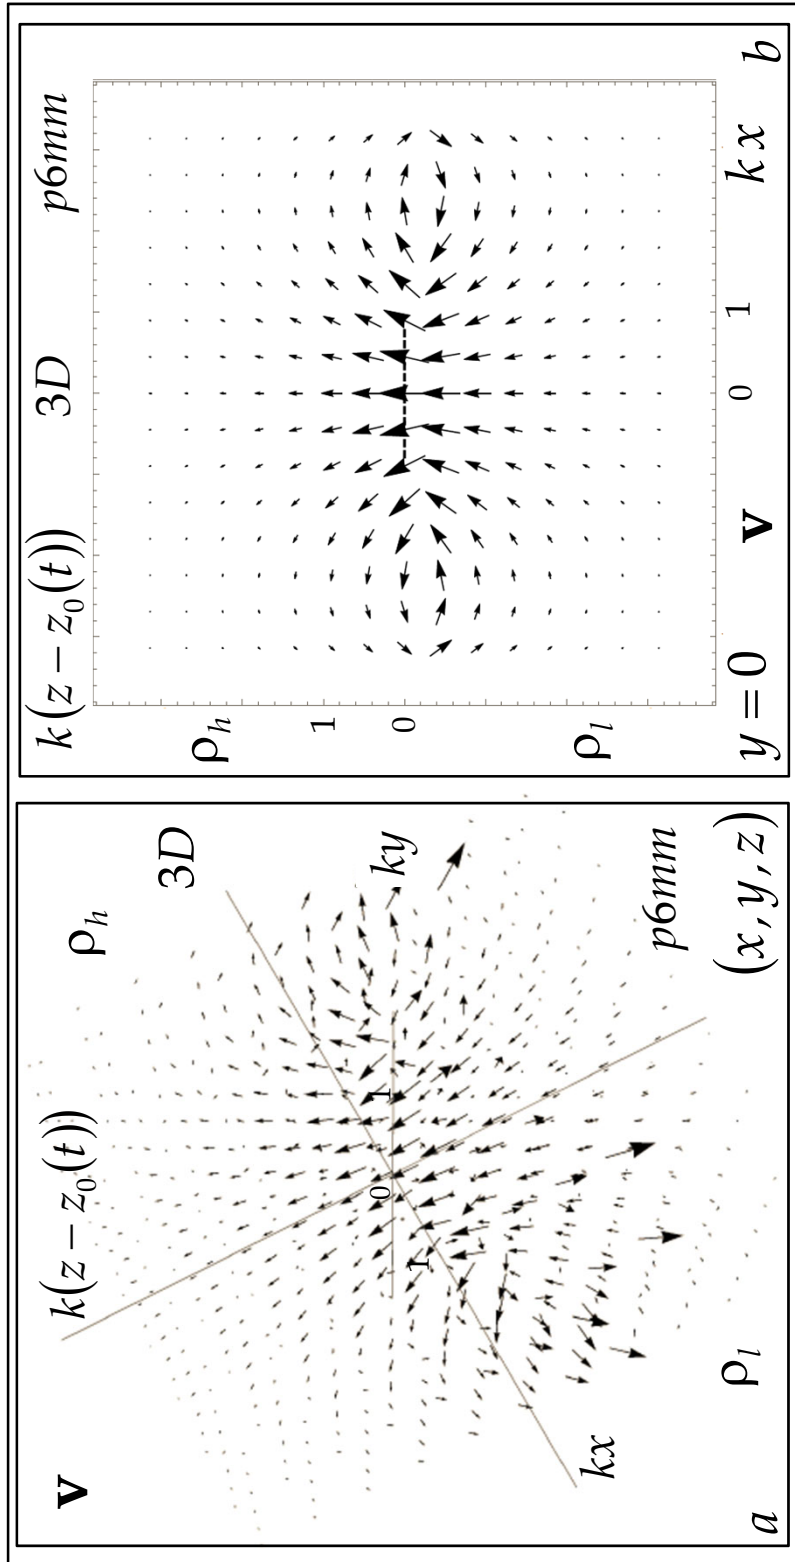 v
k(z − z₀(t))
ρₕ
3D
ky
1
0
1
kx
ρₗ
p6mm
a
(x, y, z)
k(z − z₀(t))
3D
p6mm
ρₕ
1
0
ρₗ
0
1
y = 0
v
k x
b